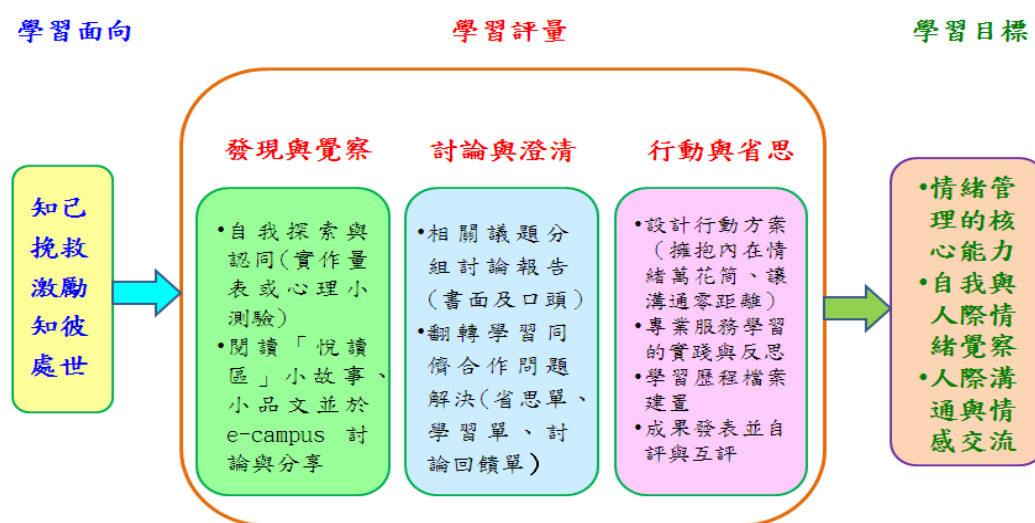 學習面向
學習評量
學習目標
知己
挽救
激勵
知彼
處世
發現與覺察
•自我探索與
認同(實作量
表或心理小
測驗)
•閱讀「悅讀
區」小故事、
小品文並於
e-campus 討
論與分享
討論與澄清
•相關議題分
組討論報告
(書面及口頭)
•翻轉學習同
儕合作問題
解決(省思單、
學習單、討
論回饋單)
行動與省思
•設計行動方案
(擁抱內在情
緒萬花筒、讓
溝通零距離)
•專業服務學習
的實踐與反思
•學習歷程檔案
建置
•成果發表並自
評與互評
•情緒管
理的核
心能力
•自我與
人際情
緒覺察
•人際溝
通與情
感交流